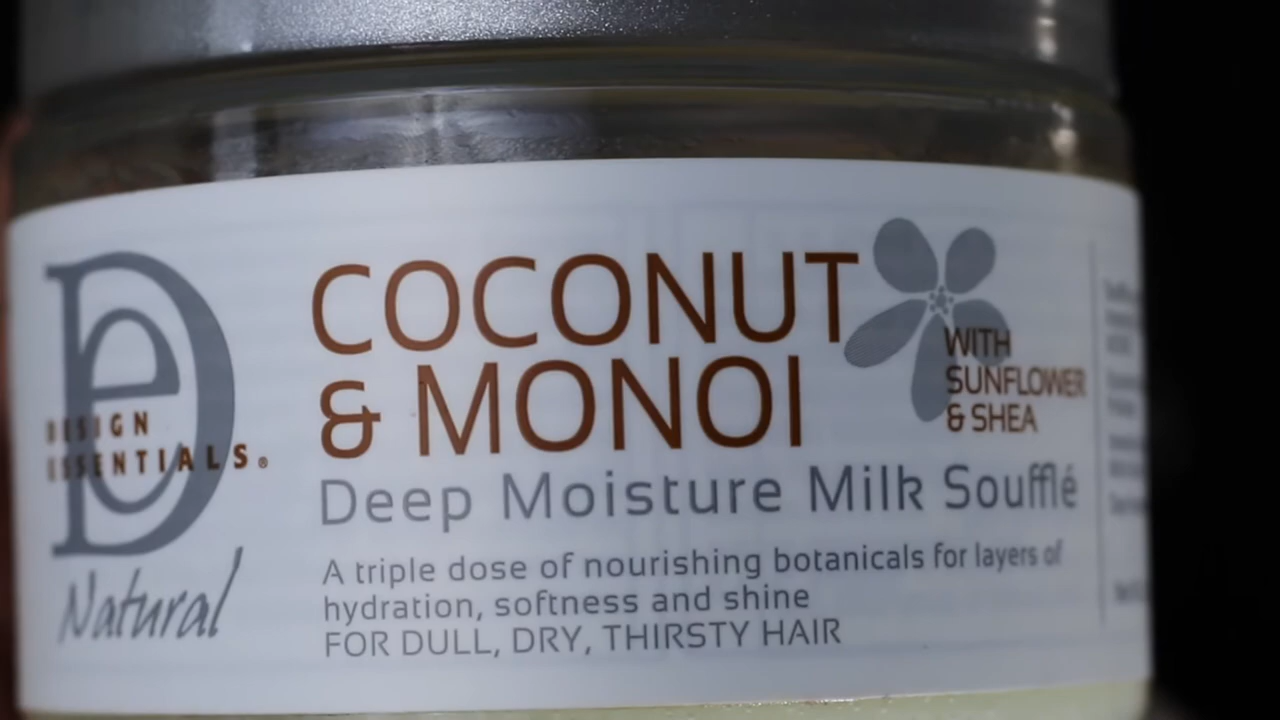 De
DESIGN
ESSENTIALS®
Natural
COCONUT
& MONOI
WITH
SUNFLOWER
& SHEA
Deep Moisture Milk Soufflé
A triple dose of nourishing botanicals for layers of
hydration, softness and shine
FOR DULL, DRY, THIRSTY HAIR